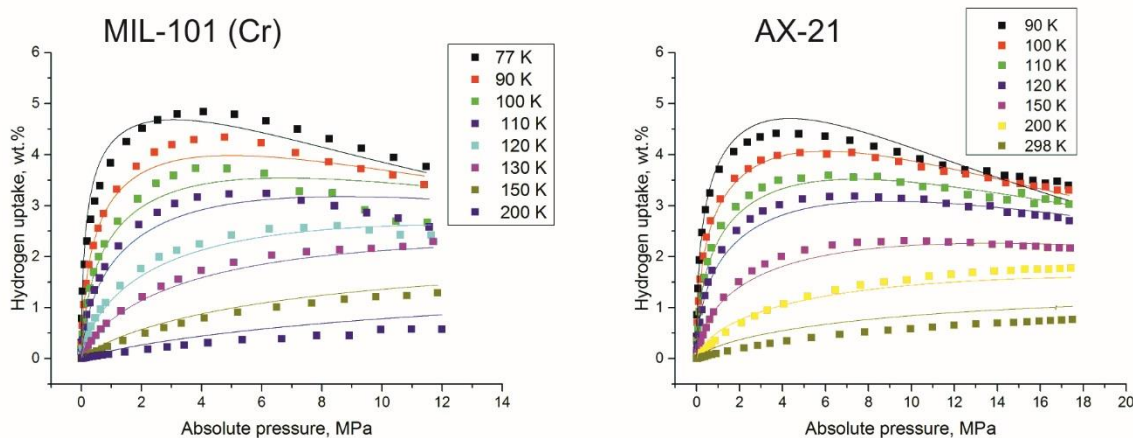 MIL-101 (Cr)
Hydrogen uptake, wt.%
6
5
4
3
2
1
0
77 K
90 K
100 K
110 K
120 K
130 K
150 K
200 K
0 2 4 6 8 10 12 14
Absolute pressure, MPa
AX-21
Hydrogen uptake, wt.%
6
5
4
3
2
1
0
90 K
100 K
110 K
120 K
150 K
200 K
298 K
0 2 4 6 8 10 12 14 16 18 20
Absolute pressure, MPa